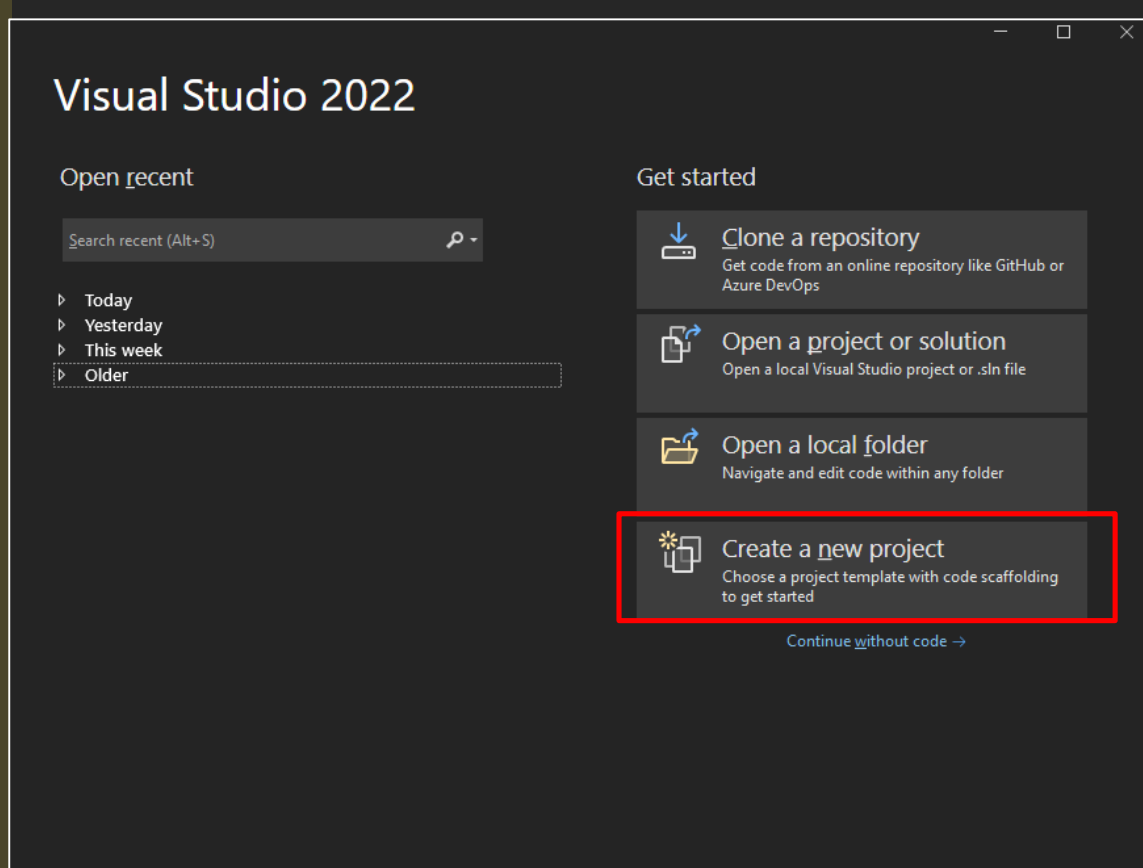 Visual Studio 2022
Open recent
Search recent (Alt+S)
Today
Yesterday
This week
Older
Get started
Clone a repository
Get code from an online repository like GitHub or
Azure DevOps
Open a project or solution
Open a local Visual Studio project or .sln file
Open a local folder
Navigate and edit code within any folder
Create a new project
Choose a project template with code scaffolding
to get started
Continue without code →